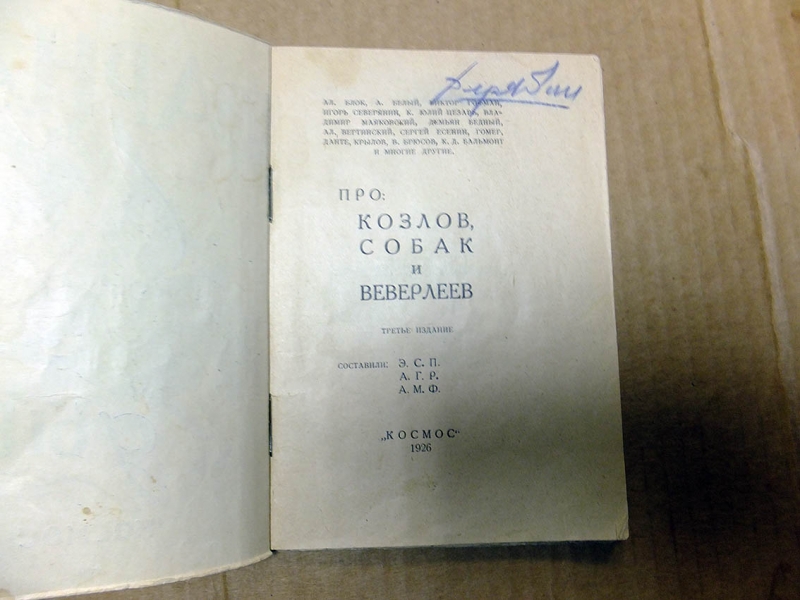 АЛ. БЛОК, А. БЕЛЫЙ, ВИКТОР ГОФМАН,
ИГОРЬ СЕВЕРЯНИН, К. ЮЛИЙ ЦЕЗАРЬ, ВЛА-
ДИМИР МАЯКОВСКИЙ, ДЕМЬЯН БЕДНЫЙ,
АЛ. ВЕРТИНСКИЙ, СЕРГЕЙ ЕСЕНИН, ГОМЕР,
ДАНТЕ, КРЫЛОВ, В. БРЮСОВ, К. Д. БАЛЬМОНТ
И МНОГИЕ ДРУГИЕ.
ПРО:
КОЗЛОВ,
СОБАК
И
ВЕВЕРЛЕЕВ
ТРЕТЬЕ ИЗДАНИЕ
СОСТАВИЛИ: Э. С. П.
А. Г. Р.
А. М. Ф.
„КОСМОС“
1926